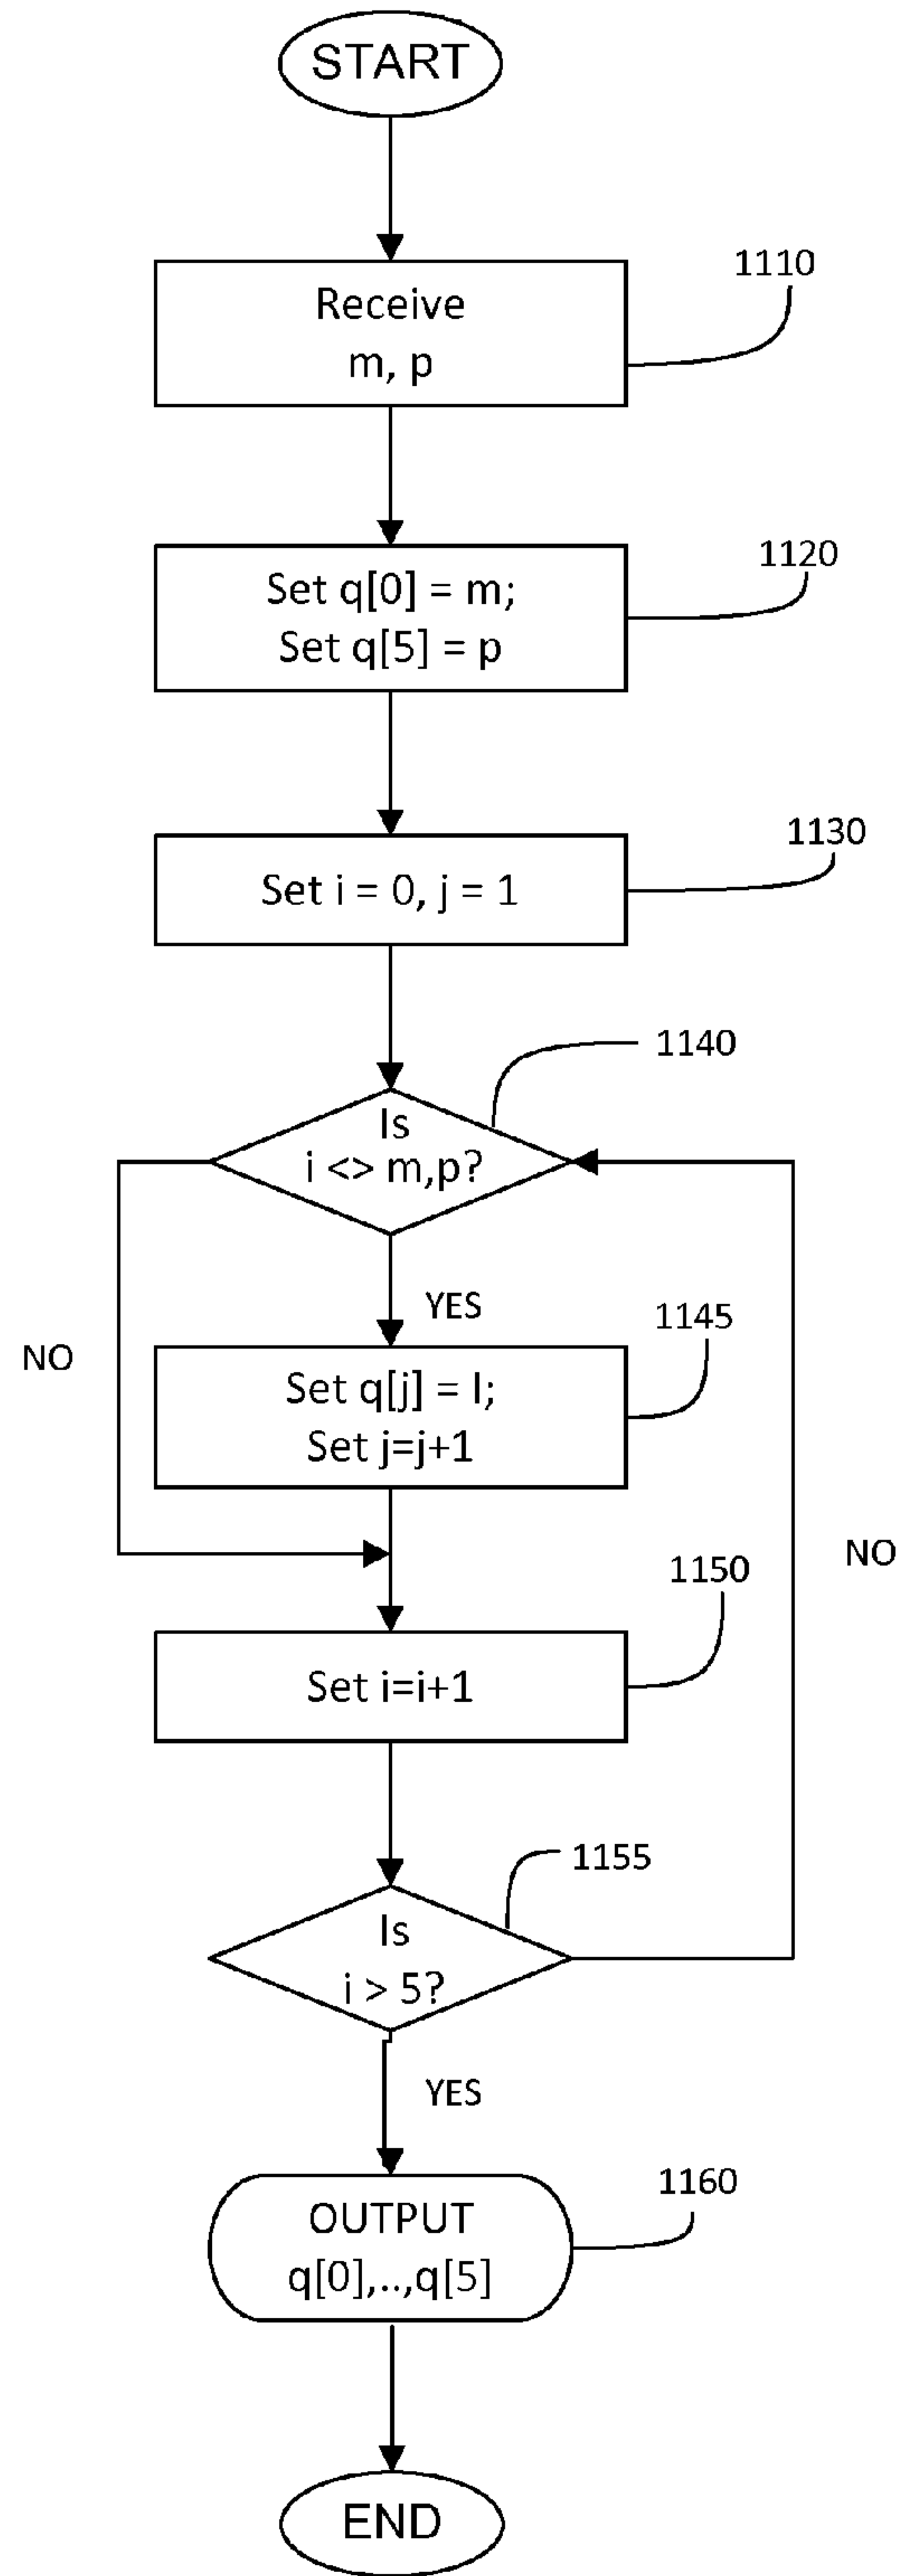 START
1110
Receive
m, p
1120
Set q[0] = m;
Set q[5] = p
1130
Set i = 0, j = 1
1140
Is
i <> m,p?
YES
1145
NO
Set q[j] = I;
Set j=j+1
NO
1150
Set i=i+1
1155
Is
i > 5?
YES
1160
OUTPUT
q[0],..,q[5]
END